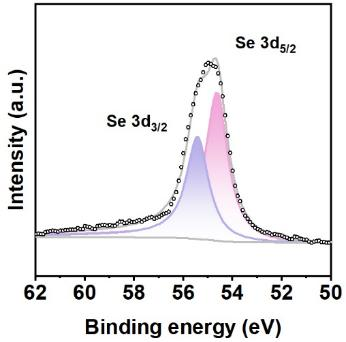 Se 3d5/2
Se 3d3/2
Intensity (a.u.)
62 60 58 56 54 52 50
Binding energy (eV)